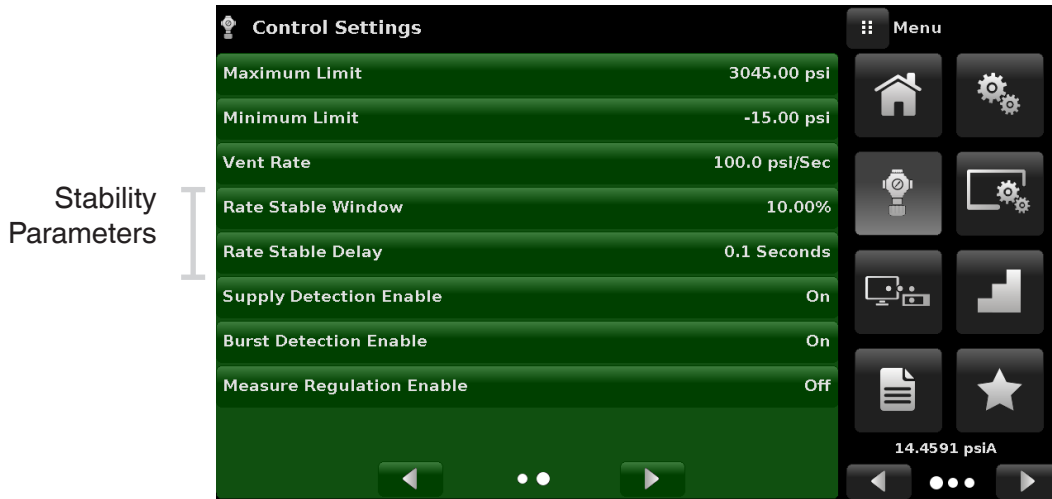 Control Settings
Menu
Maximum Limit 3045.00 psi
Minimum Limit -15.00 psi
Vent Rate 100.0 psi/Sec
Stability
Parameters
Rate Stable Window 10.00%
Rate Stable Delay 0.1 Seconds
Supply Detection Enable On
Burst Detection Enable On
Measure Regulation Enable Off
14.4591 psiA